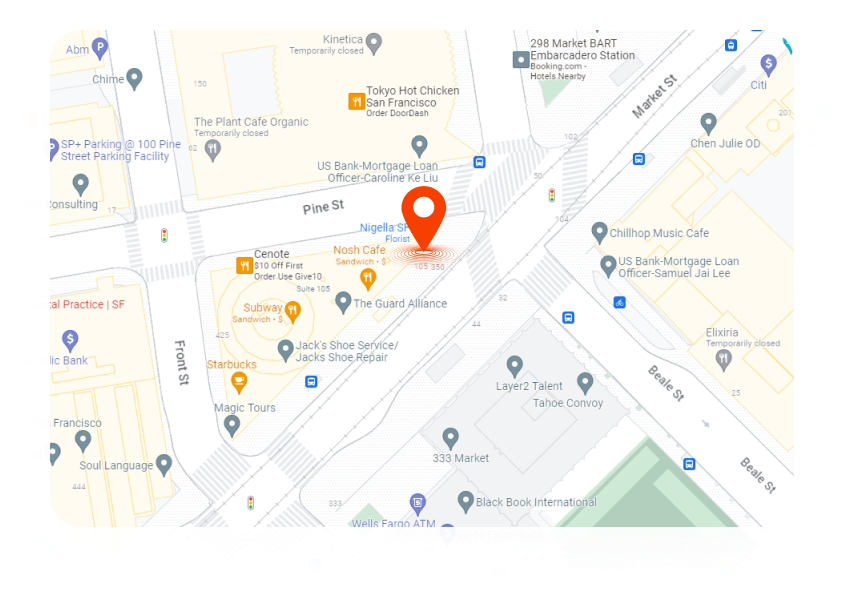 Kinetica
Temporarily closed
Abm
298 Market BART
Embarcadero Station
Booking.com -
Hotels Nearby
Chime
150
Citi
Tokyo Hot Chicken
San Francisco
Order DoorDash
Market St
201
The Plant Cafe Organic
Temporarily closed
102
SP+ Parking @ 100 Pine
Street Parking Facility
62
Chen Julie OD
US Bank-Mortgage Loan
Officer-Caroline Ke Liu
50
onsulting
17
Pine St
104
Nigella SF
Florist
Chillhop Music Cafe
Nosh Cafe
Sandwich • $
Cenote
$10 Off First
Order Use Give10
105 350
US Bank-Mortgage Loan
Officer-Samuel Jai Lee
Suite 105
al Practice | SF
The Guard Alliance
32
Subway
Sandwich • $
44
425
Elixiria
Temporarily closed
Front St
Jack's Shoe Service/
Jacks Shoe Repair
lic Bank
Starbucks
Layer2 Talent
Beale St
25
Tahoe Convoy
Magic Tours
Francisco
333 Market
Soul Language
Beale St
444
333
Black Book International
Wells Fargo ATM